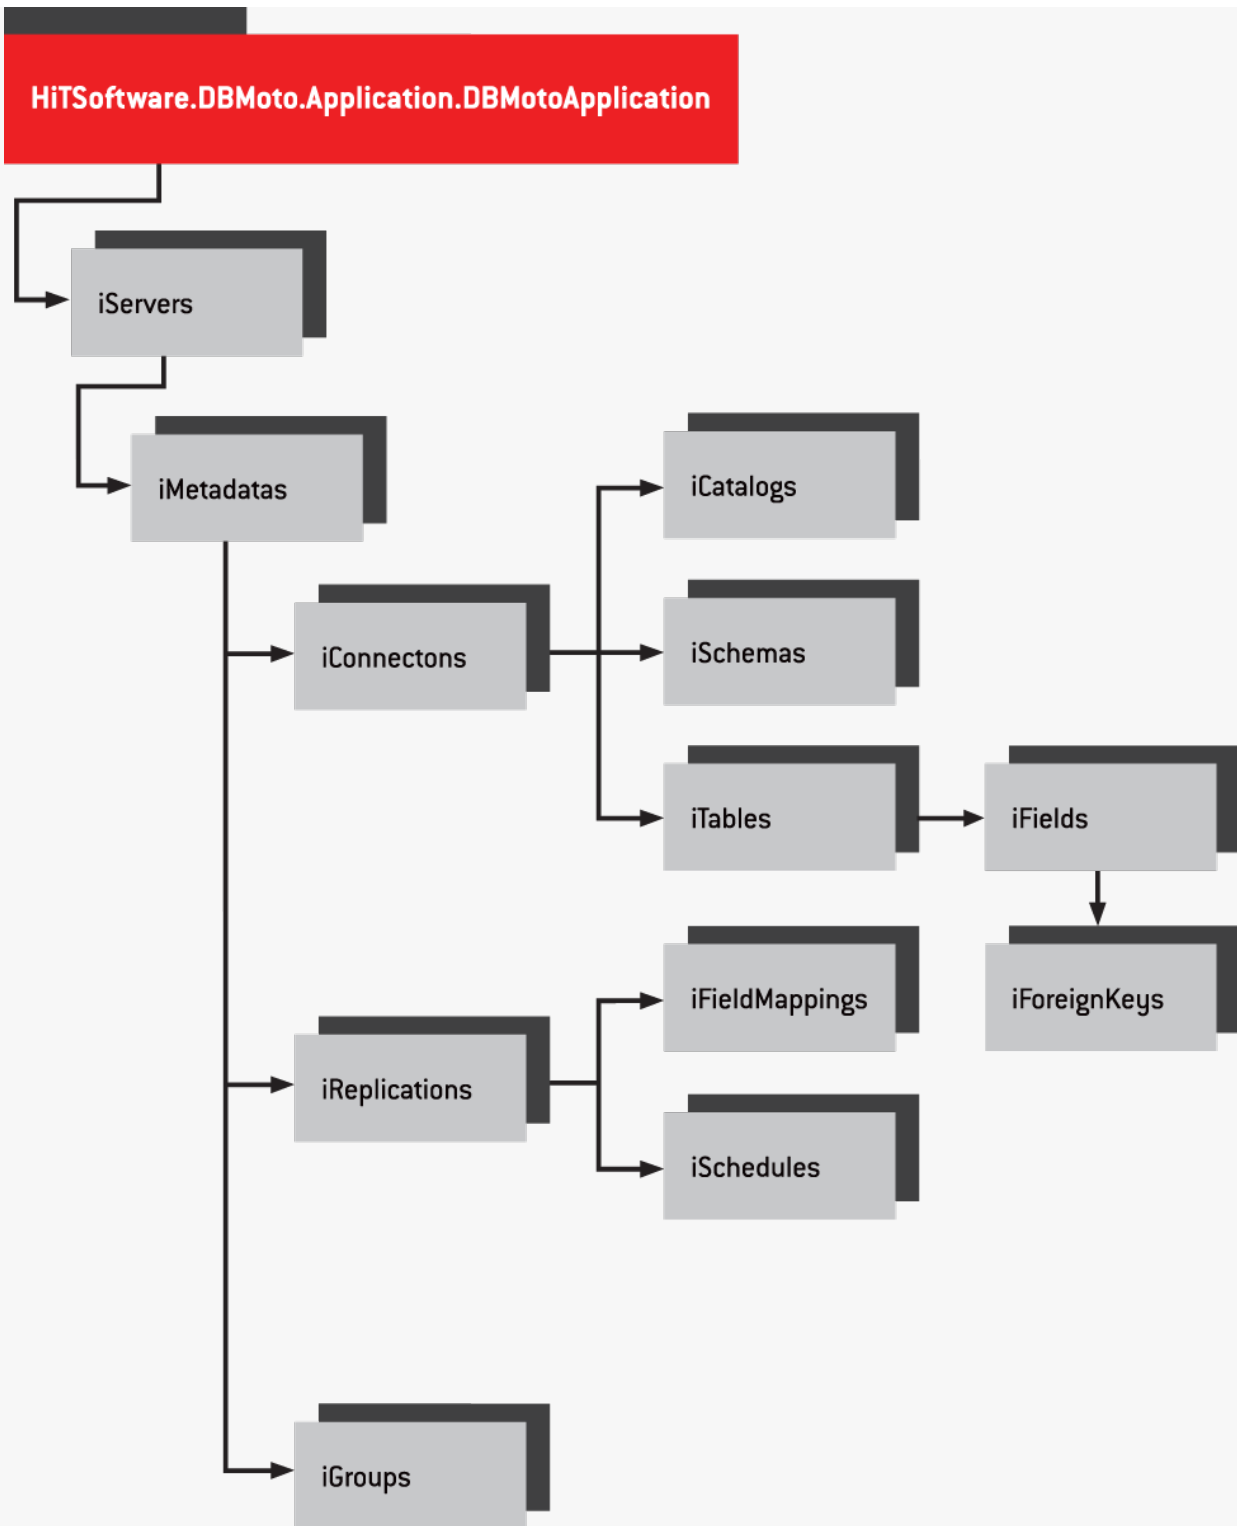 HiTSoftware.DBMoto.Application.DBMotoApplication
iServers
iMetadatas
iCatalogs
iConnectons
iSchemas
iTables
iFields
iFieldMappings
iForeignKeys
iReplications
iSchedules
iGroups